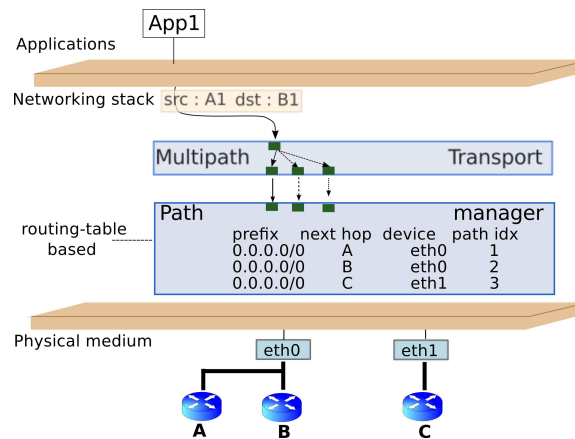 App1
Applications
Networking stack
src : A1 dst : B1
Multipath Transport
Path manager
routing-table
based
prefix next hop device path idx
0.0.0.0/0 A eth0 1
0.0.0.0/0 B eth0 2
0.0.0.0/0 C eth1 3
Physical medium
eth0 eth1
A B C